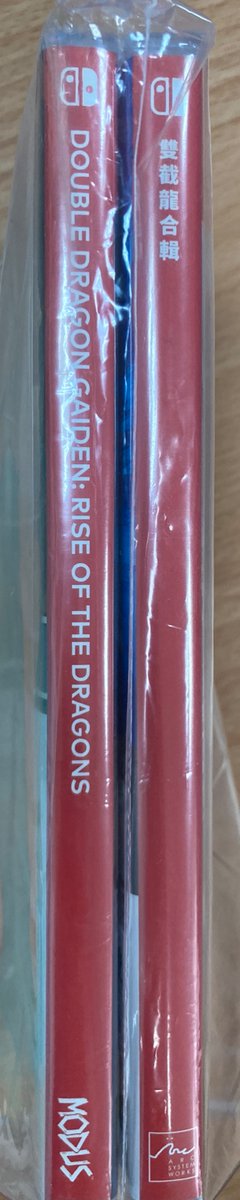 DOUBLE DRAGON GAIDEN: RISE OF THE DRAGONS
MODUS
雙截龍合輯
ARC
SYSTEM
WORKS